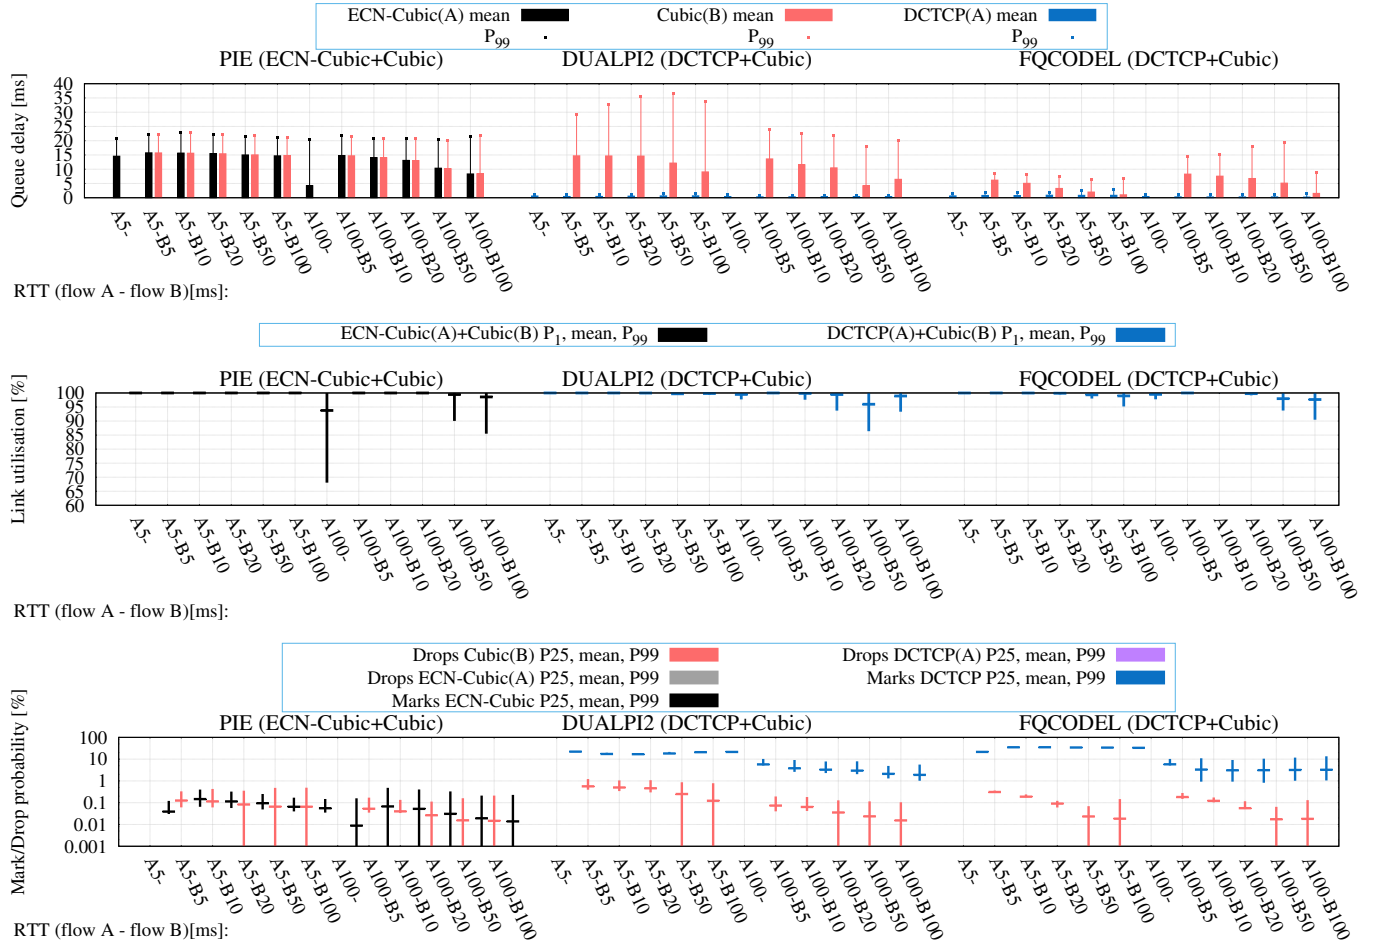 ECN-Cubic(A) mean Cubic(B) mean DCTCP(A) mean
P99 P99 P99
PIE (ECN-Cubic+Cubic) DUALPI2 (DCTCP+Cubic) FQCODEL (DCTCP+Cubic)
Queue delay [ms]
40
35
30
25
20
15
10
5
0
A5- A5-B5 A5-B10 A5-B20 A5-B50 A5-B100 A100- A100-B5 A100-B10 A100-B20 A100-B50 A100-B100 A5- A5-B5 A5-B10 A5-B20 A5-B50 A5-B100 A100- A100-B5 A100-B10 A100-B20 A100-B50 A100-B100 A5- A5-B5 A5-B10 A5-B20 A5-B50 A5-B100 A100- A100-B5 A100-B10 A100-B20 A100-B50 A100-B100
RTT (flow A - flow B)[ms]:
ECN-Cubic(A)+Cubic(B) P1, mean, P99 DCTCP(A)+Cubic(B) P1, mean, P99
PIE (ECN-Cubic+Cubic) DUALPI2 (DCTCP+Cubic) FQCODEL (DCTCP+Cubic)
Link utilisation [%]
100
95
90
85
80
75
70
65
60
A5- A5-B5 A5-B10 A5-B20 A5-B50 A5-B100 A100- A100-B5 A100-B10 A100-B20 A100-B50 A100-B100 A5- A5-B5 A5-B10 A5-B20 A5-B50 A5-B100 A100- A100-B5 A100-B10 A100-B20 A100-B50 A100-B100 A5- A5-B5 A5-B10 A5-B20 A5-B50 A5-B100 A100- A100-B5 A100-B10 A100-B20 A100-B50 A100-B100
RTT (flow A - flow B)[ms]:
Drops Cubic(B) P25, mean, P99 Drops DCTCP(A) P25, mean, P99
Drops ECN-Cubic(A) P25, mean, P99 Marks DCTCP P25, mean, P99
Marks ECN-Cubic P25, mean, P99
PIE (ECN-Cubic+Cubic) DUALPI2 (DCTCP+Cubic) FQCODEL (DCTCP+Cubic)
Mark/Drop probability [%]
100
10
1
0.1
0.01
0.001
A5- A5-B5 A5-B10 A5-B20 A5-B50 A5-B100 A100- A100-B5 A100-B10 A100-B20 A100-B50 A100-B100 A5- A5-B5 A5-B10 A5-B20 A5-B50 A5-B100 A100- A100-B5 A100-B10 A100-B20 A100-B50 A100-B100 A5- A5-B5 A5-B10 A5-B20 A5-B50 A5-B100 A100- A100-B5 A100-B10 A100-B20 A100-B50 A100-B100
RTT (flow A - flow B)[ms]: